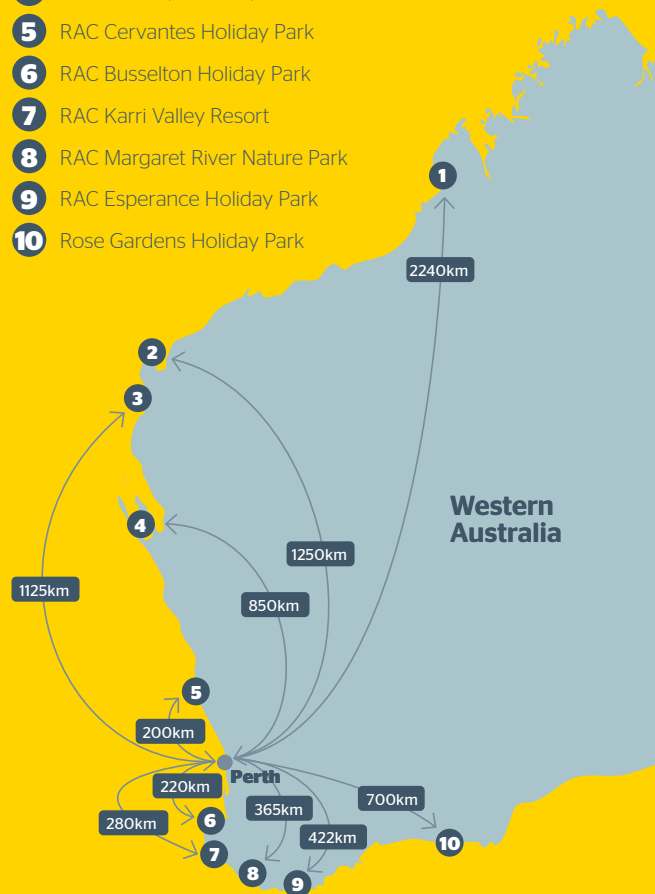 5 RAC Cervantes Holiday Park
6 RAC Busselton Holiday Park
7 RAC Karri Valley Resort
8 RAC Margaret River Nature Park
9 RAC Esperance Holiday Park
10 Rose Gardens Holiday Park
1
2240km
2
3
Western
Australia
4
1250km
1125km
850km
5
200km
Perth
220km
700km
365km
280km
6
422km
10
7
8
9